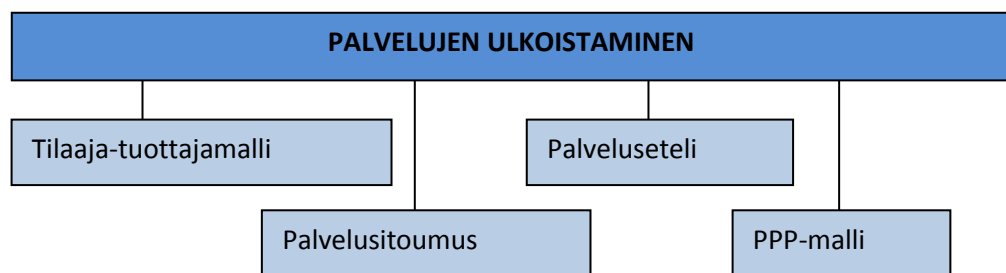 PALVELUJEN ULKOISTAMINEN
Tilaaja-tuottajamalli
Palveluseteli
Palvelusitoumus
PPP-malli